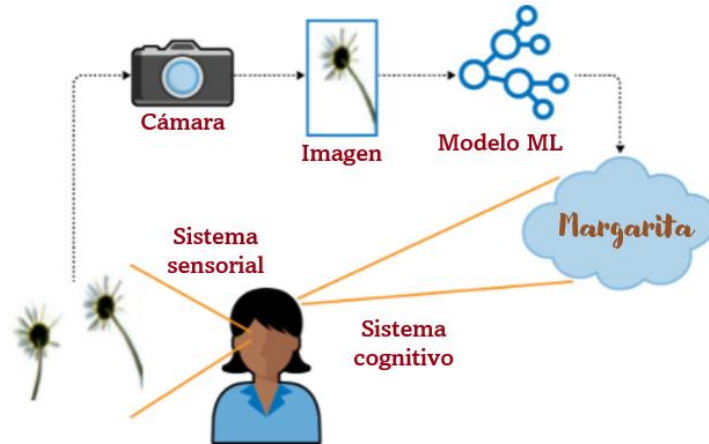 Cámara
Imagen
Modelo ML
Margarita
Sistema
sensorial
Sistema
cognitivo